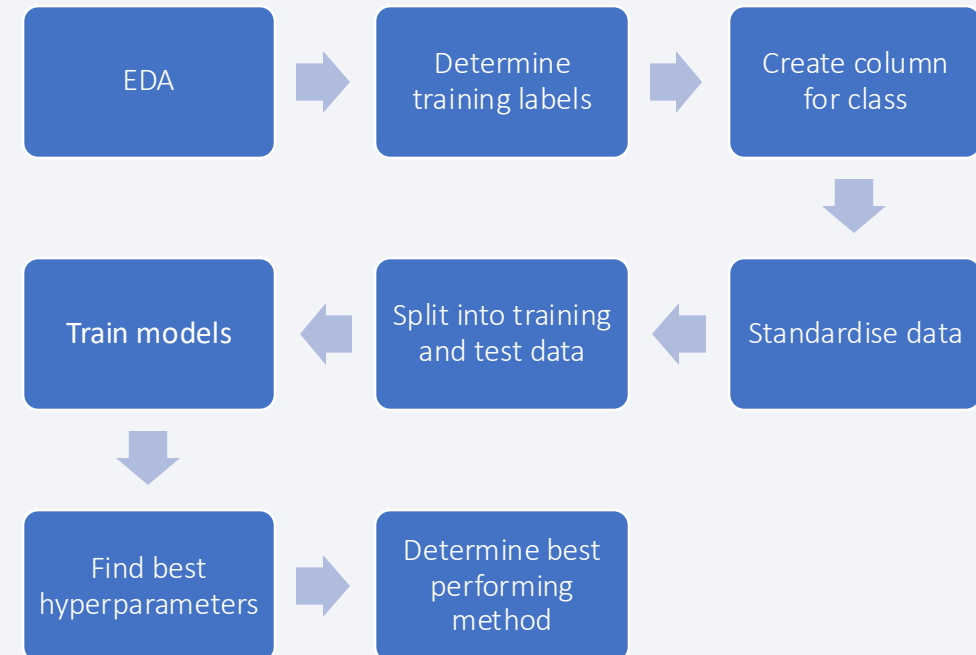 EDA
Determine
training labels
Create column
for class
Standardise data
Split into training
and test data
Train models
Find best
hyperparameters
Determine best
performing
method